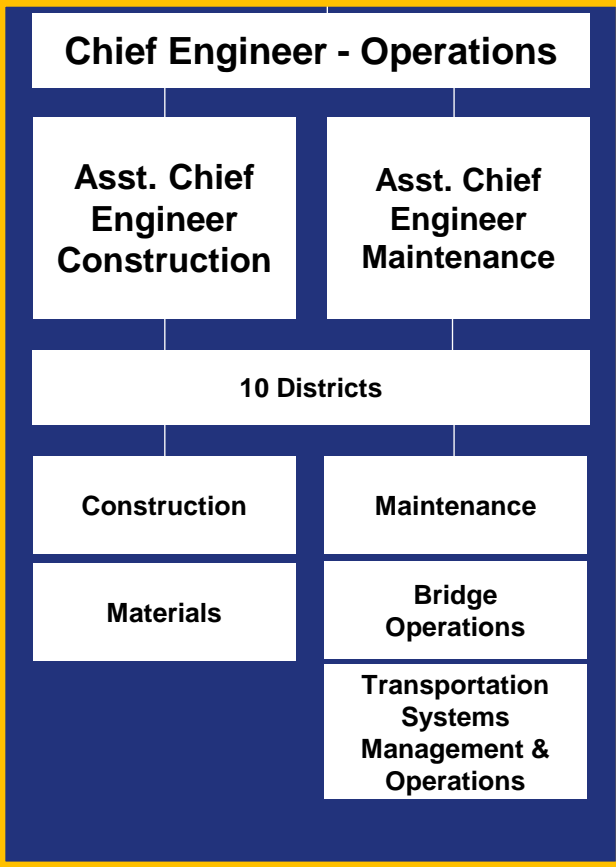 Chief Engineer - Operations
Asst. Chief
Engineer
Construction
Asst. Chief
Engineer
Maintenance
10 Districts
Construction
Maintenance
Materials
Bridge
Operations
Transportation
Systems
Management &
Operations